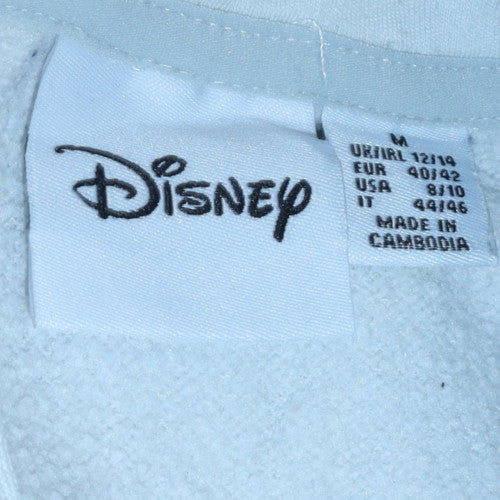 Disney
M
UK/IRL 12/14
EUR 40/42
USA 8/10
IT 44/46
MADE IN
CAMBODIA